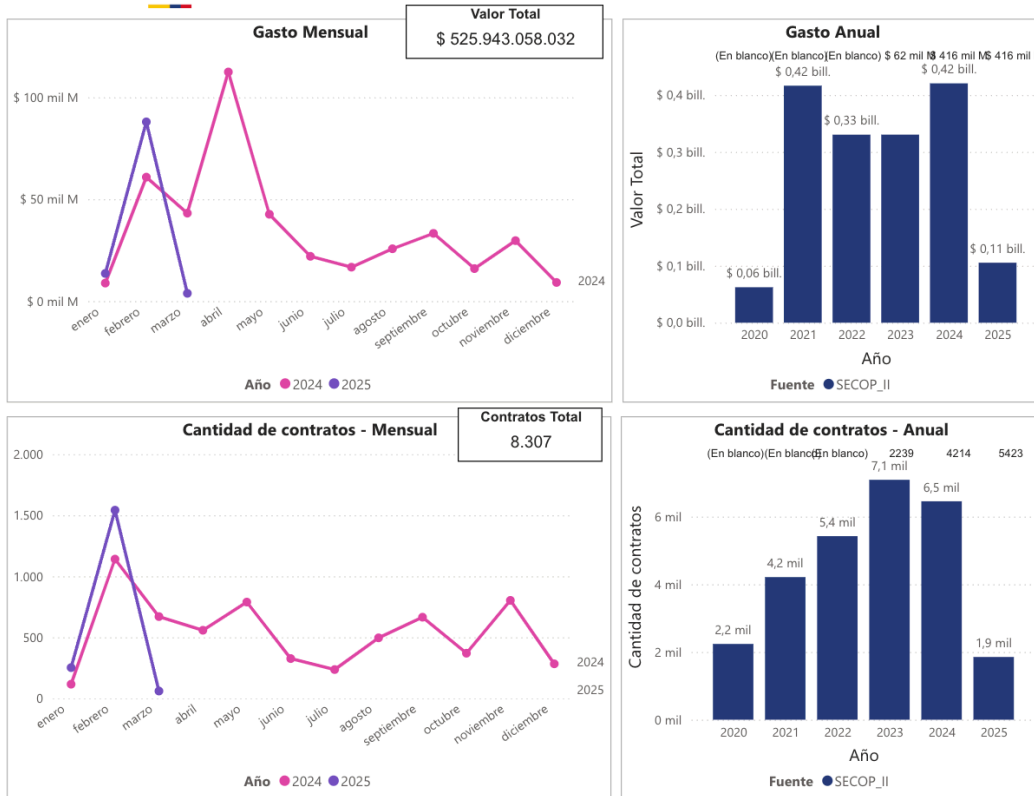 Gasto Mensual
Valor Total
$ 525.943.058.032
$ 100 mil M
$ 50 mil M
$ 0 mil M
2024
enero
febrero
marzo
abril
mayo
junio
julio
agosto
septiembre
octubre
noviembre
diciembre
Año 2024 2025
Gasto Anual
(En blanco) (En blanco) (En blanco) $ 62 mil M $ 416 mil M $ 416 mil
$ 0,42 bill.
$ 0,42 bill.
$ 0,33 bill.
$ 0,11 bill.
$ 0,06 bill.
$ 0,4 bill.
$ 0,3 bill.
$ 0,2 bill.
$ 0,1 bill.
$ 0,0 bill.
Valor Total
2020 2021 2022 2023 2024 2025
Año
Fuente SECOP_II
Cantidad de contratos - Mensual
Contratos Total
8.307
2.000
1.500
1.000
500
0
2024
2025
enero
febrero
marzo
abril
mayo
junio
julio
agosto
septiembre
octubre
noviembre
diciembre
Año 2024 2025
Cantidad de contratos - Anual
(En blanco) (En blanco) (En blanco) 2239 4214 5423
7,1 mil
6,5 mil
5,4 mil
4,2 mil
2,2 mil
1,9 mil
6 mil
4 mil
2 mil
0 mil
Cantidad de contratos
2020 2021 2022 2023 2024 2025
Año
Fuente SECOP_II